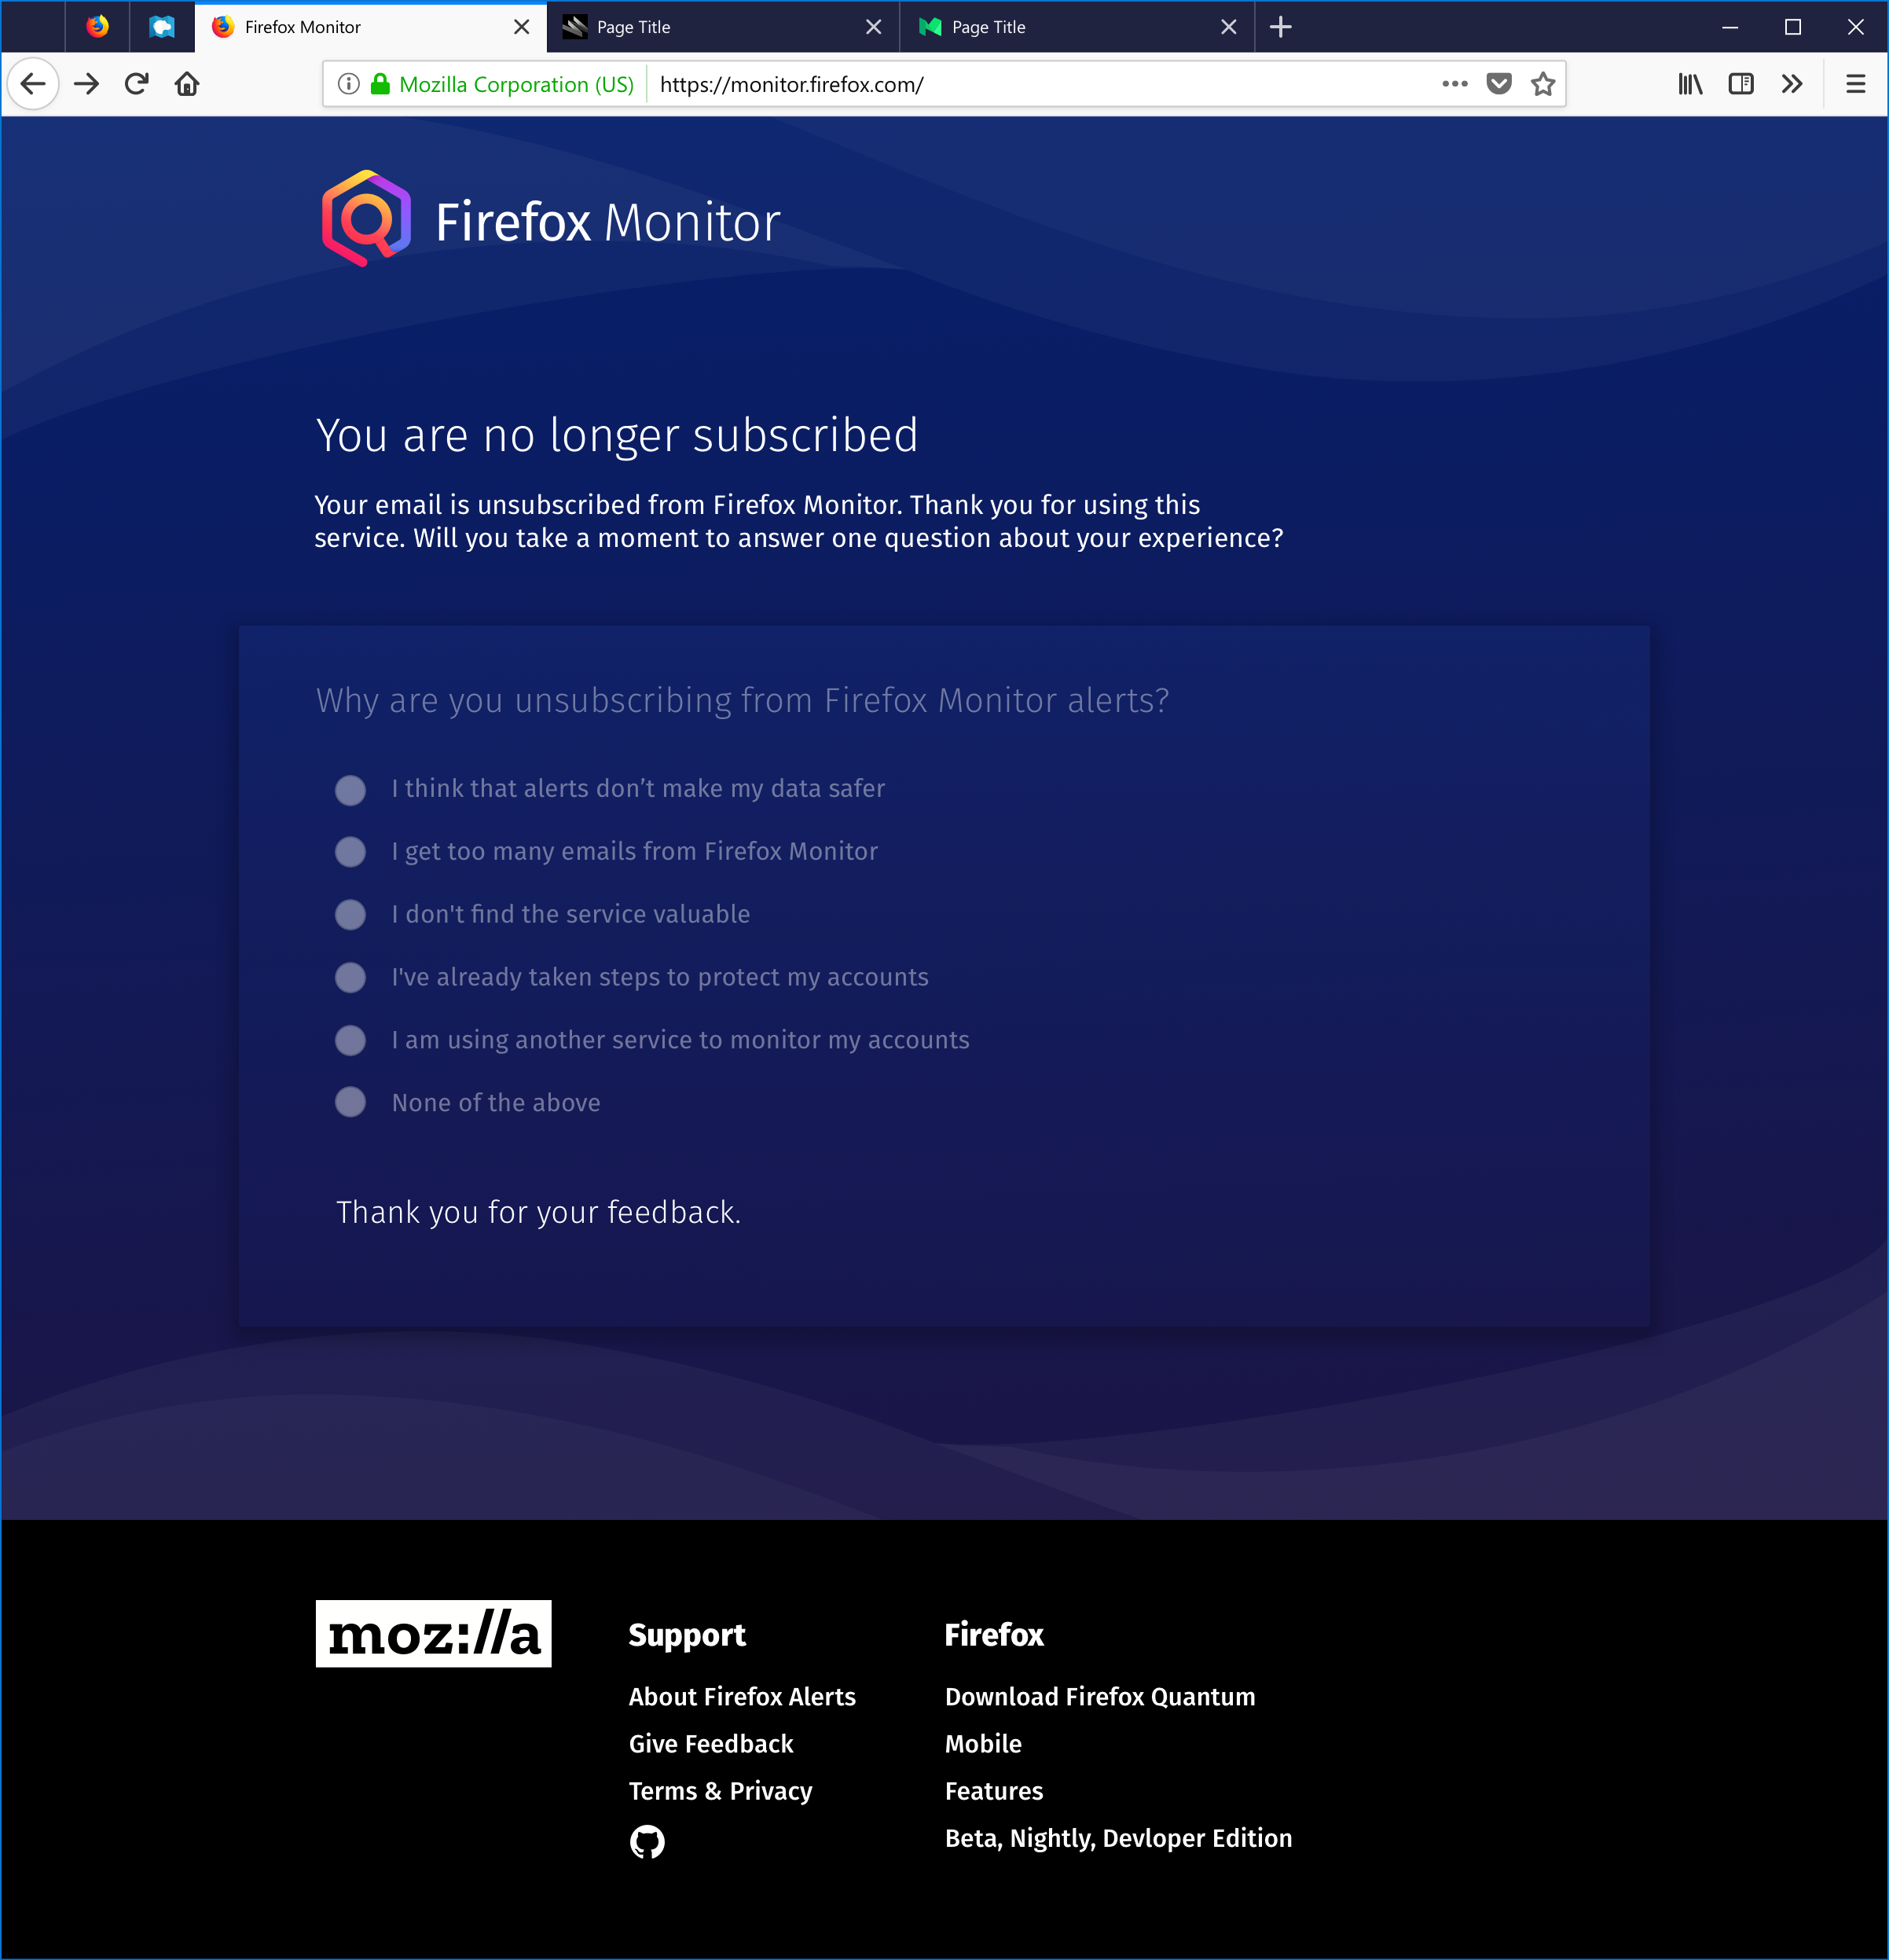 Firefox Monitor
Page Title
Page Title
Mozilla Corporation (US)
https://monitor.firefox.com/
Firefox Monitor
You are no longer subscribed
Your email is unsubscribed from Firefox Monitor. Thank you for using this
service. Will you take a moment to answer one question about your experience?
Why are you unsubscribing from Firefox Monitor alerts?
I think that alerts don’t make my data safer
I get too many emails from Firefox Monitor
I don't find the service valuable
I've already taken steps to protect my accounts
I am using another service to monitor my accounts
None of the above
Thank you for your feedback.
moz://a
Support
About Firefox Alerts
Give Feedback
Terms & Privacy
Firefox
Download Firefox Quantum
Mobile
Features
Beta, Nightly, Devloper Edition